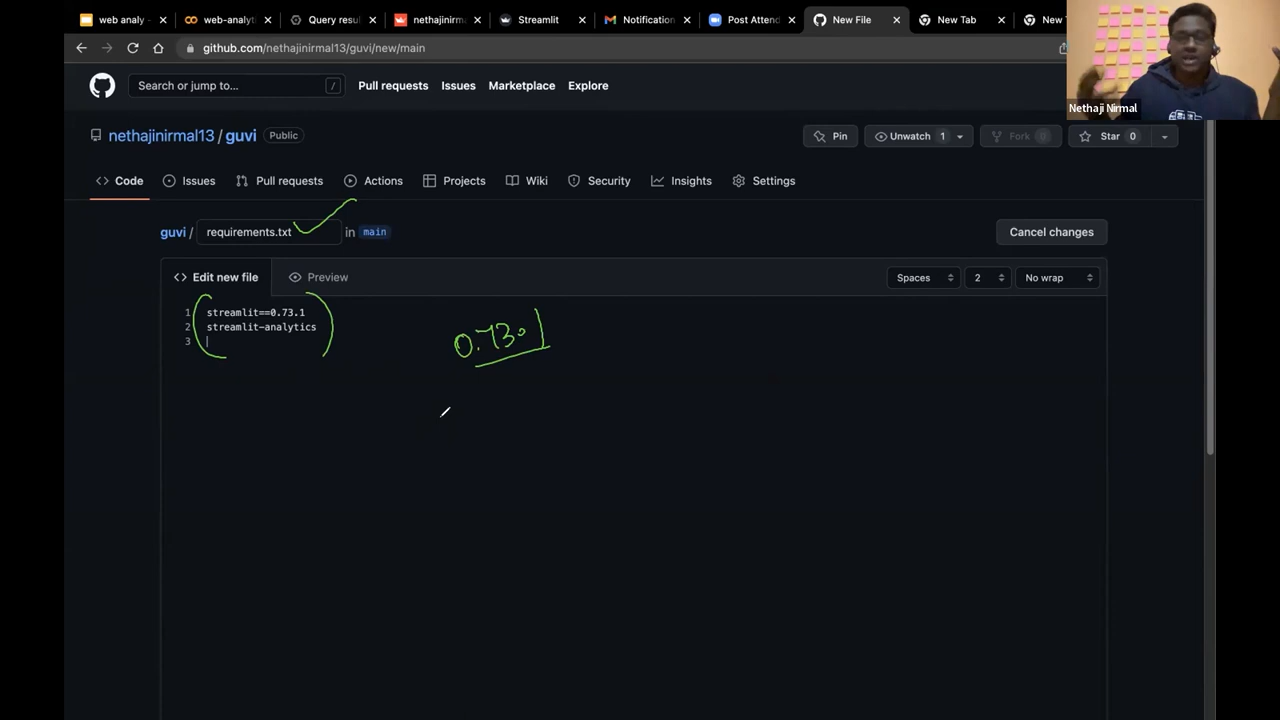 web analy
web-analyti
Query resul
nethajinirm
Streamlit
Notification
Post Attend
New File
New Tab
New T
github.com/nethajinirmal13/guvi/new/main
Search or jump to...
/
Pull requests
Issues
Marketplace
Explore
Nethaji Nirmal
nethajinirmal13 / guvi
Public
Pin
Unwatch 1
Fork 0
Star 0
Code
Issues
Pull requests
Actions
Projects
Wiki
Security
Insights
Settings
guvi / requirements.txt in main
Cancel changes
Edit new file
Preview
Spaces
2
No wrap
1 streamlit==0.73.1
2 streamlit-analytics
3
0.73.1